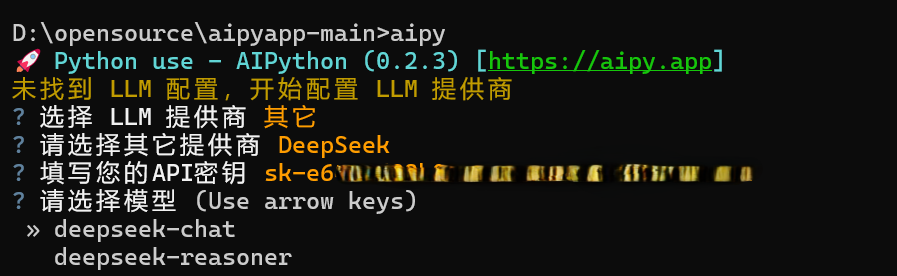 D:\opensource\aipyapp-main>aipy
🚀 Python use - AIPython (0.2.3) [https://aipy.app]
未找到 LLM 配置，开始配置 LLM 提供商
? 选择 LLM 提供商 其它
? 请选择其它提供商 DeepSeek
? 填写您的API密钥 sk-e6
? 请选择模型 (Use arrow keys)
» deepseek-chat
deepseek-reasoner